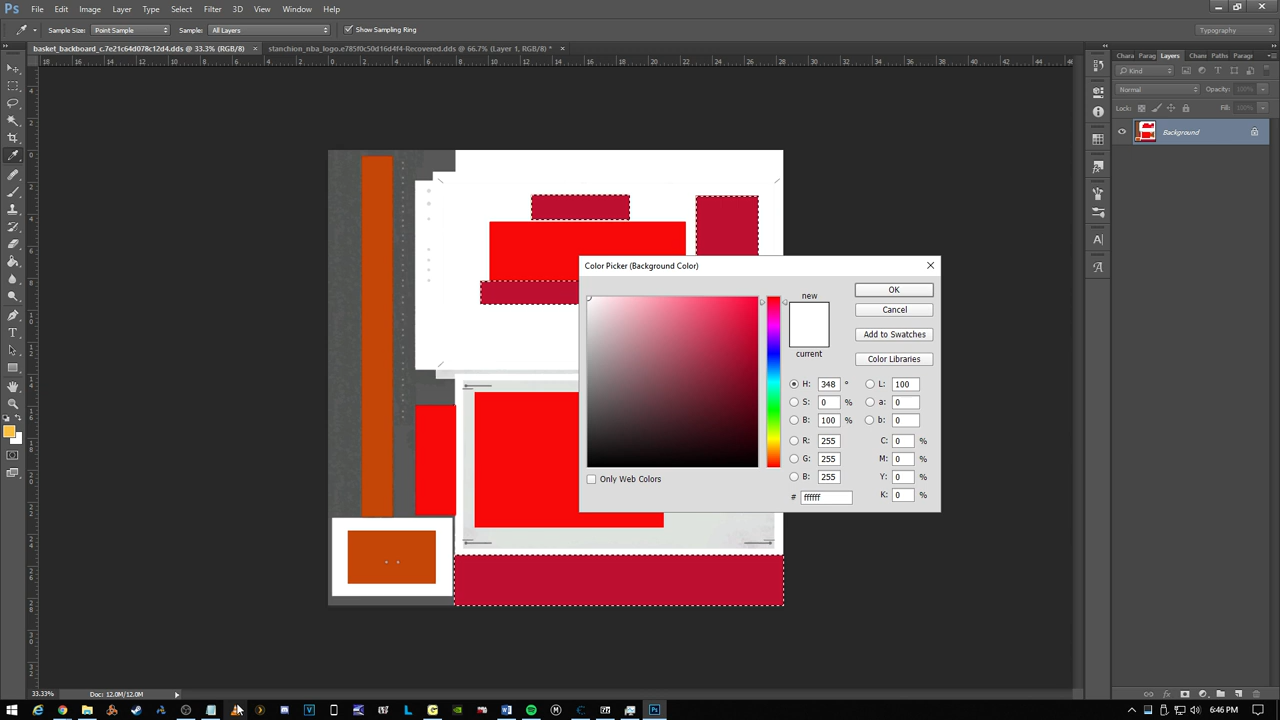 Ps File Edit Image Layer Type Select Filter 3D View Window Help
Sample Size: Point Sample Sample: All Layers Show Sampling Ring Typography
basket_backboard_c.7e21c64d078c12d4.dds @ 33.3% (RGB/8) × stanchion_nba_logo.e785f0c50d16d4f4-Recovered.dds @ 66.7% (Layer 1, RGB/8) * ×
Chara Parag Layers Chann Paths Paragr
Kind
Normal Opacity: 100%
Lock: Fill: 100%
Background
Color Picker (Background Color)
new
current
OK
Cancel
Add to Swatches
Color Libraries
H: 348 ° L: 100
S: 0 % a: 0
B: 100 % b: 0
R: 255 C: 0 %
G: 255 M: 0 %
B: 255 Y: 0 %
# ffffff K: 0 %
Only Web Colors
33.33% Doc: 12.0M/12.0M
6:46 PM